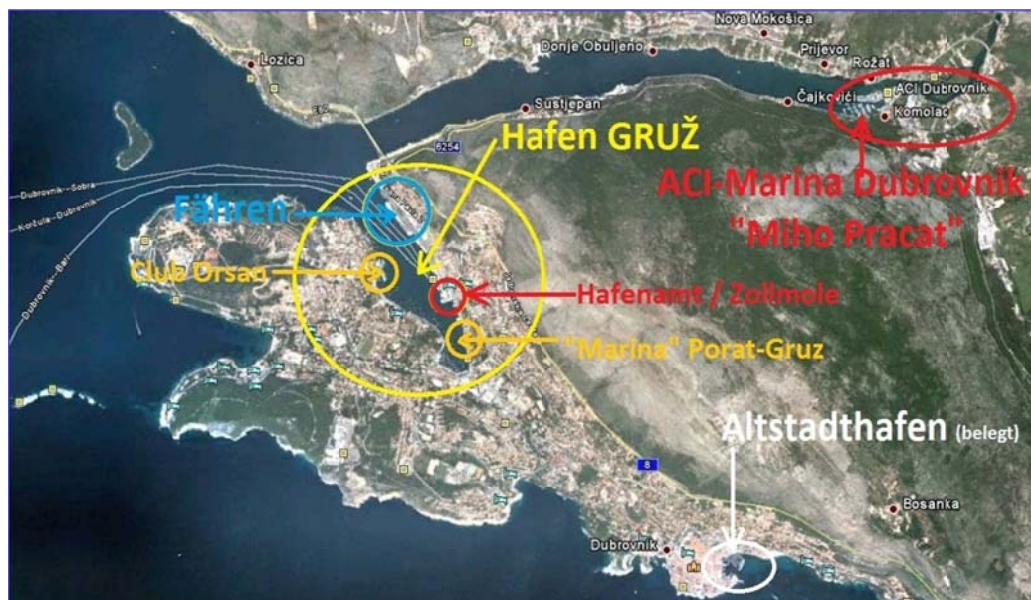 Nova Mokošica
Donje Obuljeno
Prijevor
Rožat
Lozica
ACI Dubrovnik
Čajkovići
Komolac
Sustjepan
6254
Hafen GRUŽ
ACI-Marina Dubrovnik
"Miho Pracat"
Dubrovnik - Sobra
Korčula - Dubrovnik
Dubrovnik - Bari
Fähren
Club Orsan
Hafenamt / Zollmole
"Marina" Porat-Gruz
Altstadthafen (belegt)
8
Bosanka
Dubrovnik